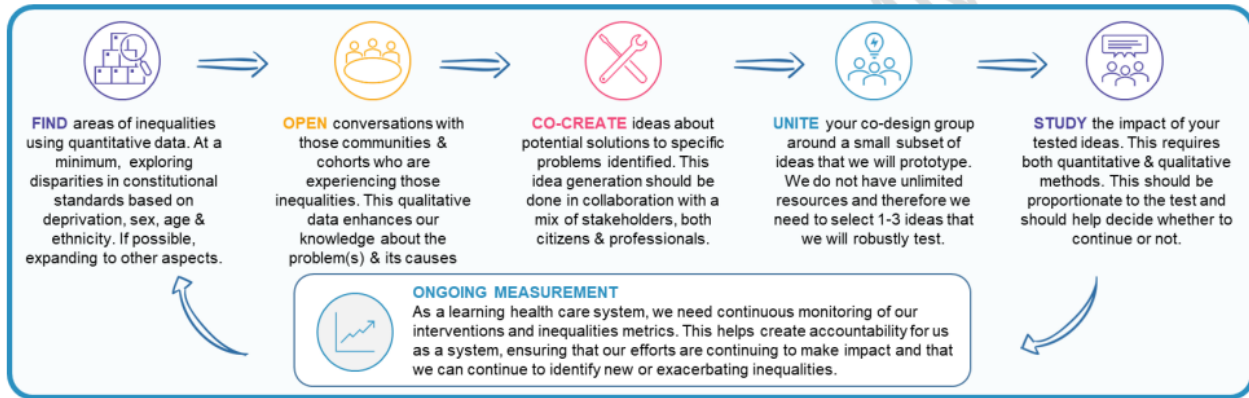 FIND areas of inequalities
using quantitative data. At a
minimum, exploring
disparities in constitutional
standards based on
deprivation, sex, age &
ethnicity. If possible,
expanding to other aspects.
OPEN conversations with
those communities &
cohorts who are
experiencing those
inequalities. This qualitative
data enhances our
knowledge about the
problem(s) & its causes
CO-CREATE ideas about
potential solutions to specific
problems identified. This
idea generation should be
done in collaboration with a
mix of stakeholders, both
citizens & professionals.
UNITE your co-design group
around a small subset of
ideas that we will prototype.
We do not have unlimited
resources and therefore we
need to select 1-3 ideas that
we will robustly test.
STUDY the impact of your
tested ideas. This requires
both quantitative & qualitative
methods. This should be
proportionate to the test and
should help decide whether to
continue or not.
ONGOING MEASUREMENT
As a learning health care system, we need continuous monitoring of our
interventions and inequalities metrics. This helps create accountability for us
as a system, ensuring that our efforts are continuing to make impact and that
we can continue to identify new or exacerbating inequalities.